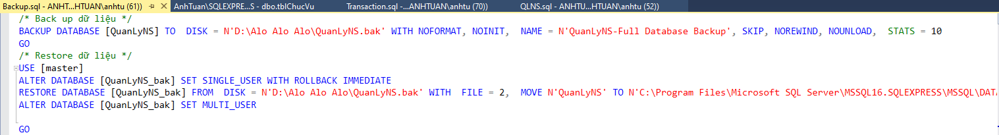 Backup.sql - ANHT...HTUAN\anhtu (61)) AnhTuan\SQLEXPRE...S - dbo.tblChucVu Transaction.sql -...ANHTUAN\anhtu (70)) QLNS.sql - ANHTU...HTUAN\anhtu (52))
/* Back up dữ liệu */
BACKUP DATABASE [QuanLyNS] TO  DISK = N'D:\Alo Alo Alo\QuanLyNS.bak' WITH NOFORMAT, NOINIT,  NAME = N'QuanLyNS-Full Database Backup', SKIP, NOREWIND, NOUNLOAD,  STATS = 10
GO
/* Restore dữ liệu */
USE [master]
ALTER DATABASE [QuanLyNS_bak] SET SINGLE_USER WITH ROLLBACK IMMEDIATE
RESTORE DATABASE [QuanLyNS_bak] FROM  DISK = N'D:\Alo Alo Alo\QuanLyNS.bak' WITH  FILE = 2,  MOVE N'QuanLyNS' TO N'C:\Program Files\Microsoft SQL Server\MSSQL16.SQLEXPRESS\MSSQL\DAT
ALTER DATABASE [QuanLyNS_bak] SET MULTI_USER
GO